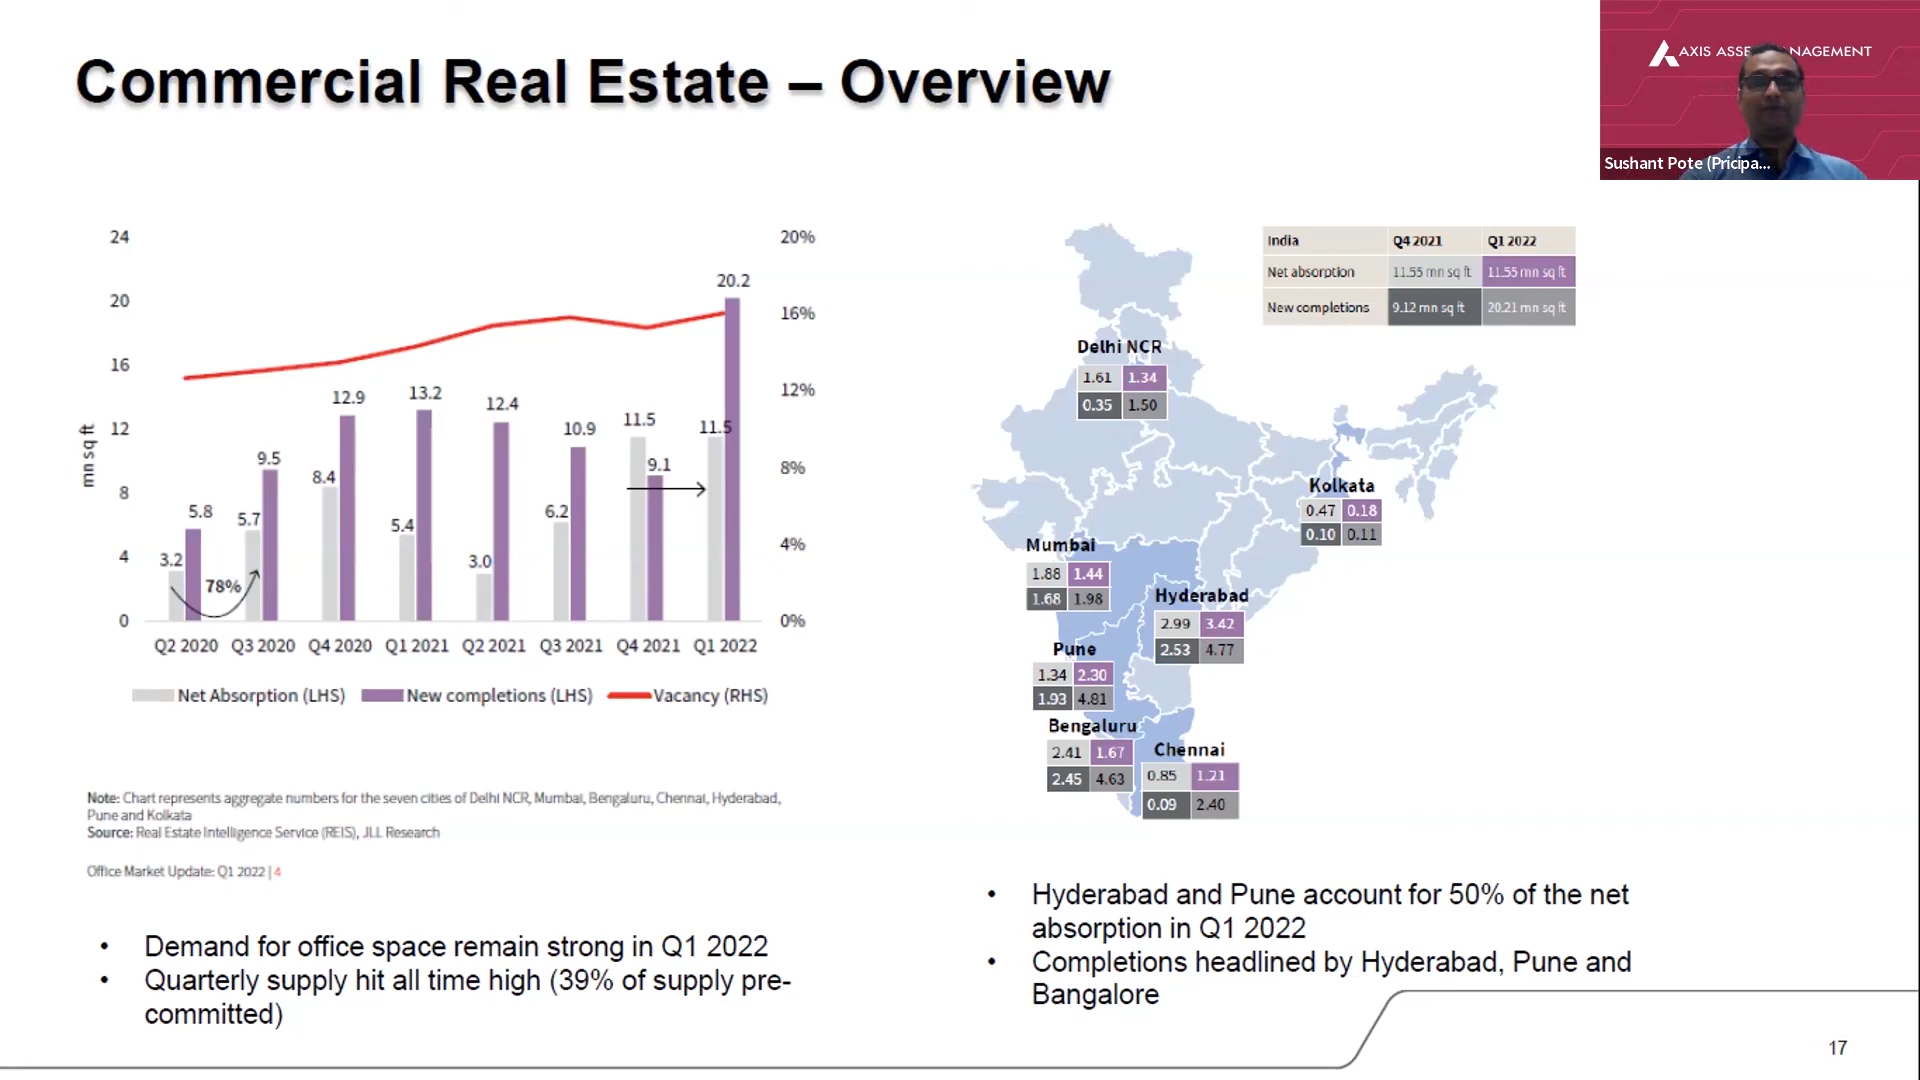 Commercial Real Estate – Overview
AXIS ASSE NAGEMENT
Sushant Pote (Pricipa...
24
20
16
12
8
4
0
mn sq ft
20%
16%
12%
8%
4%
0%
3.2
5.8
78%
5.7
9.5
8.4
12.9
5.4
13.2
3.0
12.4
6.2
10.9
11.5
9.1
11.5
20.2
Q2 2020 Q3 2020 Q4 2020 Q1 2021 Q2 2021 Q3 2021 Q4 2021 Q1 2022
Net Absorption (LHS) New completions (LHS) Vacancy (RHS)
Note: Chart represents aggregate numbers for the seven cities of Delhi NCR, Mumbai, Bengaluru, Chennai, Hyderabad,
Pune and Kolkata
Source: Real Estate Intelligence Service (REIS), JLL Research
Office Market Update: Q1 2022 | 4
• Demand for office space remain strong in Q1 2022
• Quarterly supply hit all time high (39% of supply pre-
committed)
India Q4 2021 Q1 2022
Net absorption 11.55 mn sq ft 11.55 mn sq ft
New completions 9.12 mn sq ft 20.21 mn sq ft
Delhi NCR
1.61 1.34
0.35 1.50
Kolkata
0.47 0.18
0.10 0.11
Mumbai
1.88 1.44
1.68 1.98
Hyderabad
2.99 3.42
2.53 4.77
Pune
1.34 2.30
1.93 4.81
Bengaluru
2.41 1.67
2.45 4.63
Chennai
0.85 1.21
0.09 2.40
• Hyderabad and Pune account for 50% of the net
absorption in Q1 2022
• Completions headlined by Hyderabad, Pune and
Bangalore
17